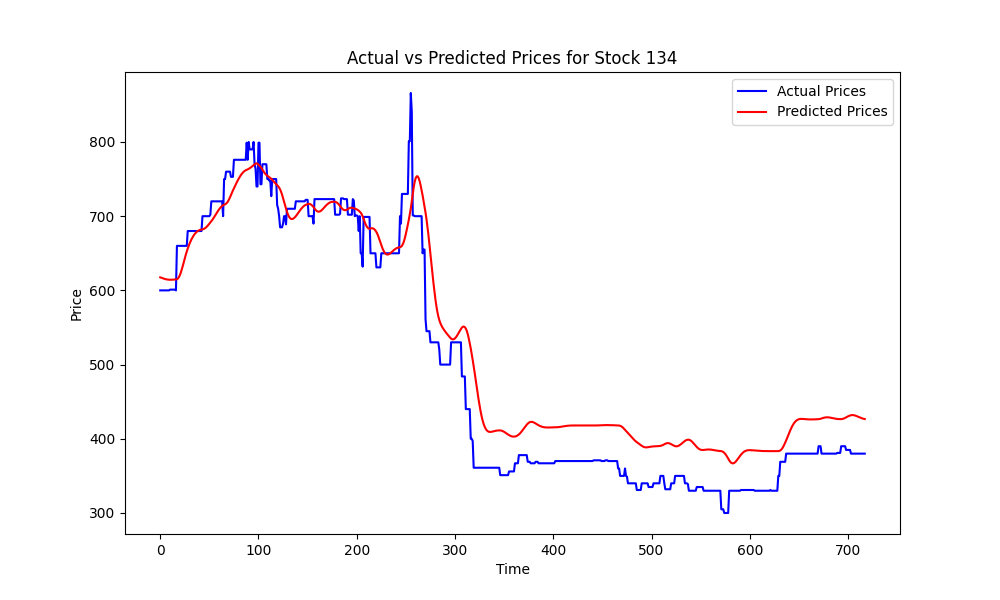 Actual vs Predicted Prices for Stock 134
Actual Prices
Predicted Prices
Price
800
700
600
500
400
300
0 100 200 300 400 500 600 700
Time